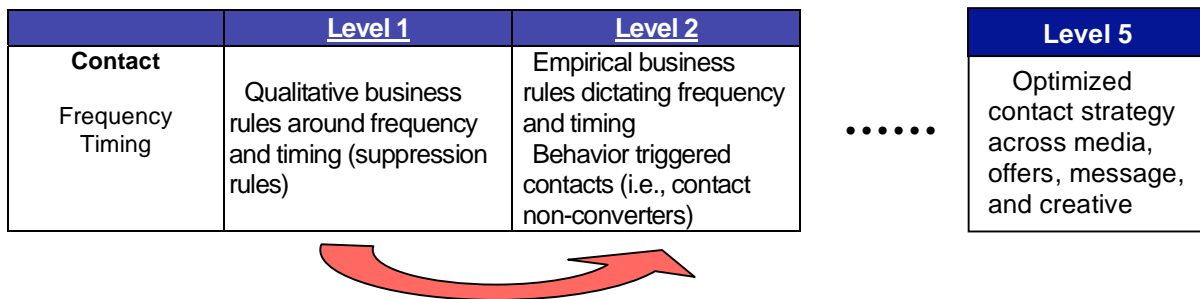 Level 1
Level 2
Level 5
Contact
Frequency
Timing
Qualitative business
rules around frequency
and timing (suppression
rules)
Empirical business
rules dictating frequency
and timing
Behavior triggered
contacts (i.e., contact
non-converters)
......
Optimized
contact strategy
across media,
offers, message,
and creative